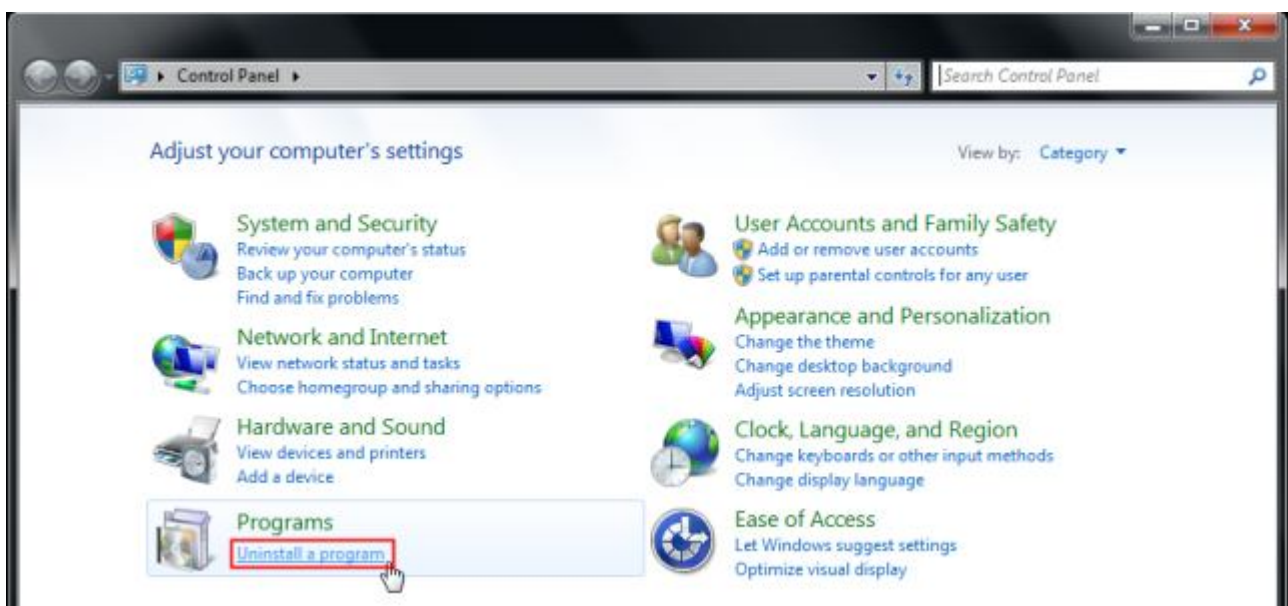 Control Panel
Search Control Panel
Adjust your computer's settings
View by: Category
System and Security
Review your computer's status
Back up your computer
Find and fix problems
Network and Internet
View network status and tasks
Choose homegroup and sharing options
Hardware and Sound
View devices and printers
Add a device
Programs
Uninstall a program
User Accounts and Family Safety
Add or remove user accounts
Set up parental controls for any user
Appearance and Personalization
Change the theme
Change desktop background
Adjust screen resolution
Clock, Language, and Region
Change keyboards or other input methods
Change display language
Ease of Access
Let Windows suggest settings
Optimize visual display